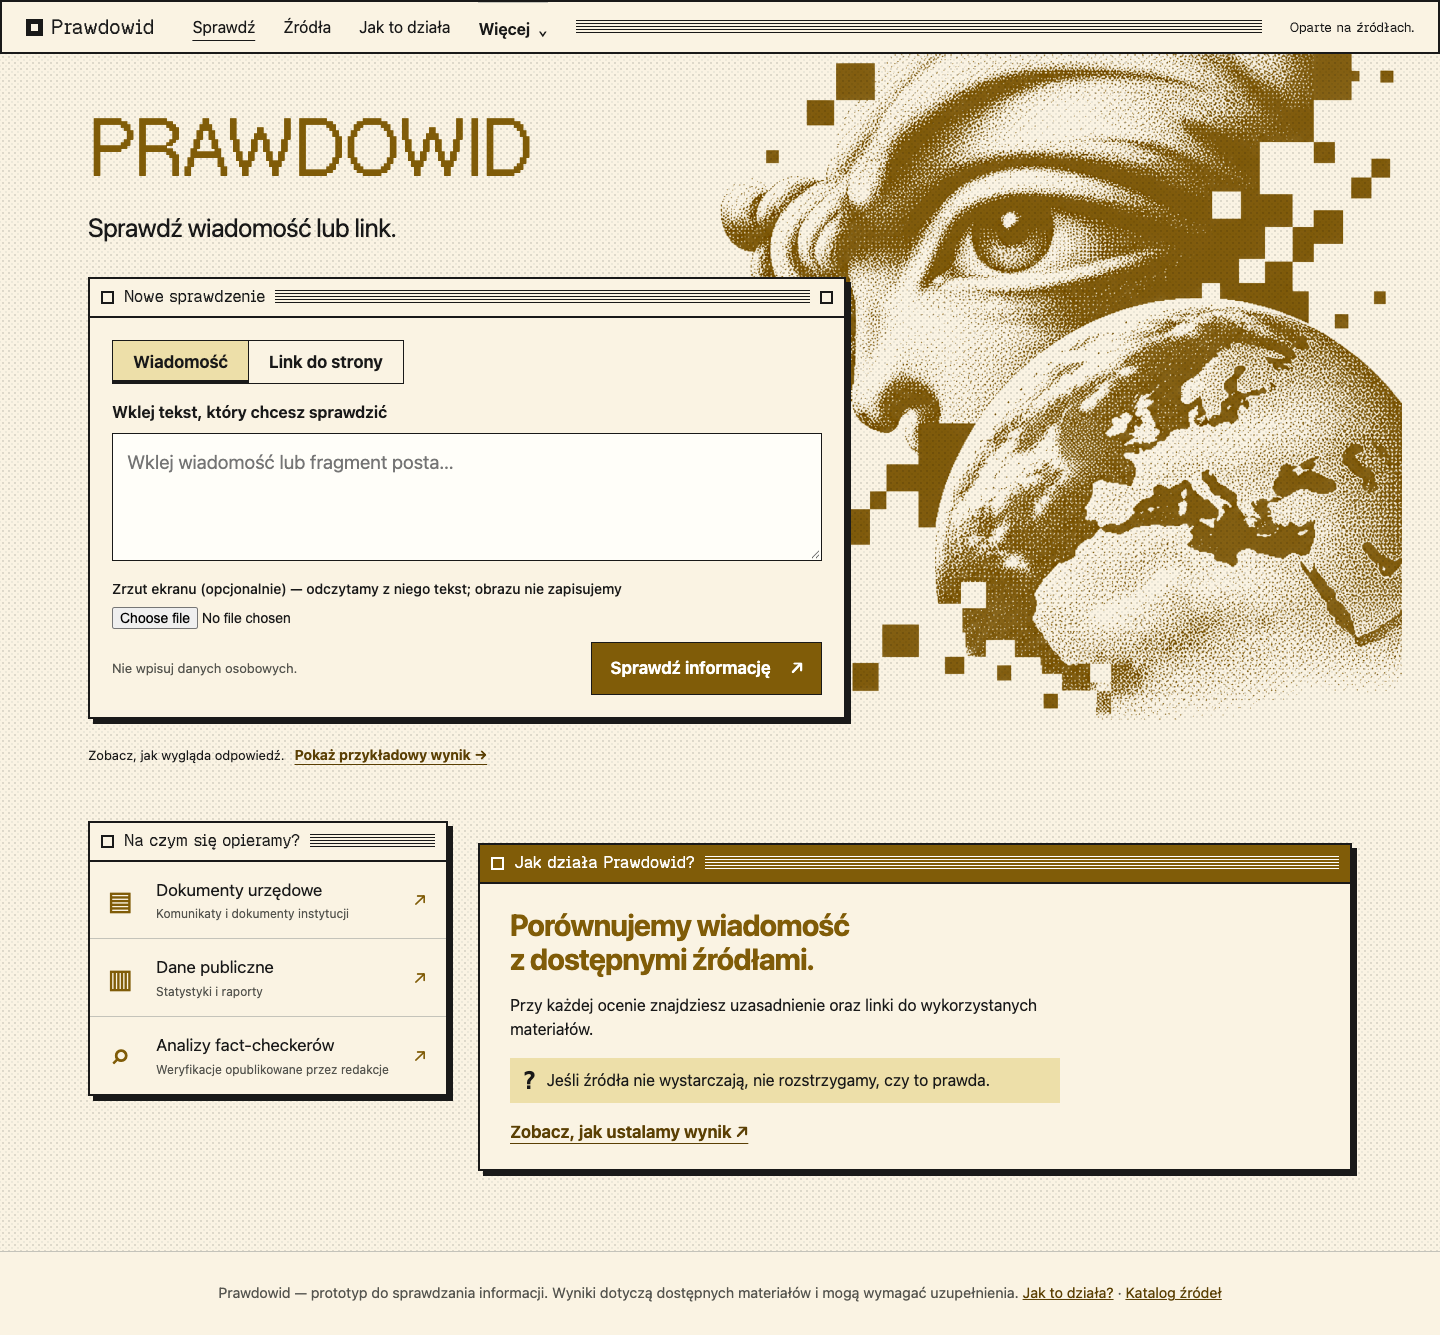 Prawdowid
Sprawdź
Źródła
Jak to działa
Więcej
Oparte na źródłach.
PRAWDOWID
Sprawdź wiadomość lub link.
Nowe sprawdzenie
Wiadomość
Link do strony
Wklej tekst, który chcesz sprawdzić
Wklej wiadomość lub fragment posta...
Zrzut ekranu (opcjonalnie) — odczytamy z niego tekst; obrazu nie zapisujemy
Choose file No file chosen
Nie wpisuj danych osobowych.
Sprawdź informację ↗
Zobacz, jak wygląda odpowiedź. Pokaż przykładowy wynik →
Na czym się opieramy?
Dokumenty urzędowe ↗
Komunikaty i dokumenty instytucji
Dane publiczne ↗
Statystyki i raporty
Analizy fact-checkerów ↗
Weryfikacje opublikowane przez redakcje
Jak działa Prawdowid?
Porównujemy wiadomość
z dostępnymi źródłami.
Przy każdej ocenie znajdziesz uzasadnienie oraz linki do wykorzystanych
materiałów.
? Jeśli źródła nie wystarczają, nie rozstrzygamy, czy to prawda.
Zobacz, jak ustalamy wynik ↗
Prawdowid — prototyp do sprawdzania informacji. Wyniki dotyczą dostępnych materiałów i mogą wymagać uzupełnienia. Jak to działa? · Katalog źródeł